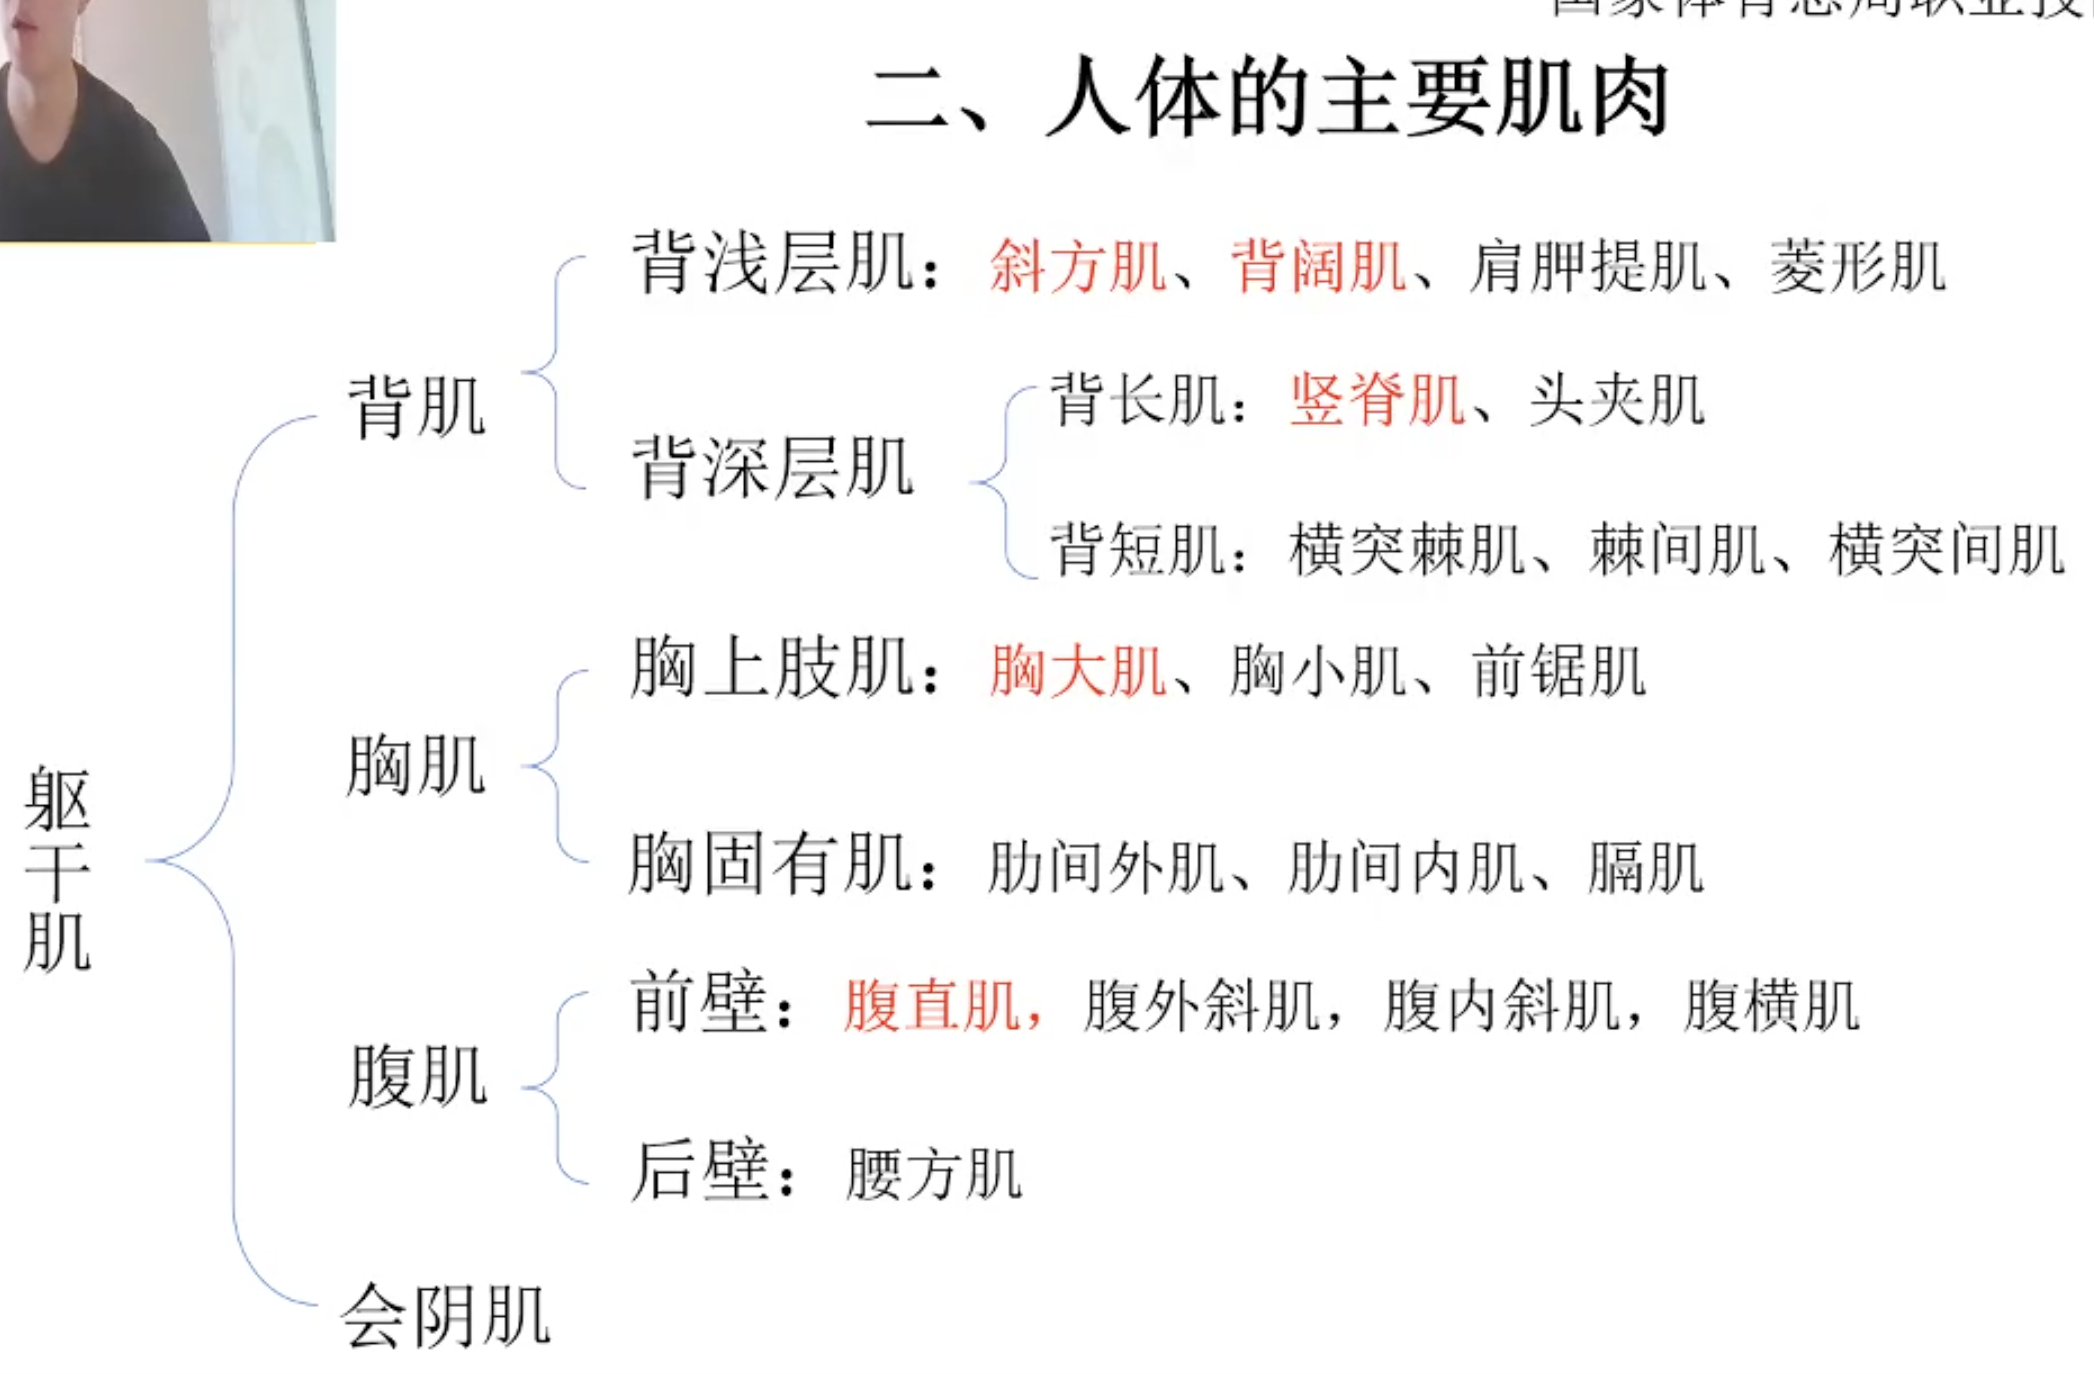 二、人体的主要肌肉
背浅层肌：斜方肌、背阔肌、肩胛提肌、菱形肌
背肌
背长肌：竖脊肌、头夹肌
背深层肌
背短肌：横突棘肌、棘间肌、横突间肌
胸上肢肌：胸大肌、胸小肌、前锯肌
胸肌
躯干肌
胸固有肌：肋间外肌、肋间内肌、膈肌
前壁：腹直肌，腹外斜肌，腹内斜肌，腹横肌
腹肌
后壁：腰方肌
会阴肌